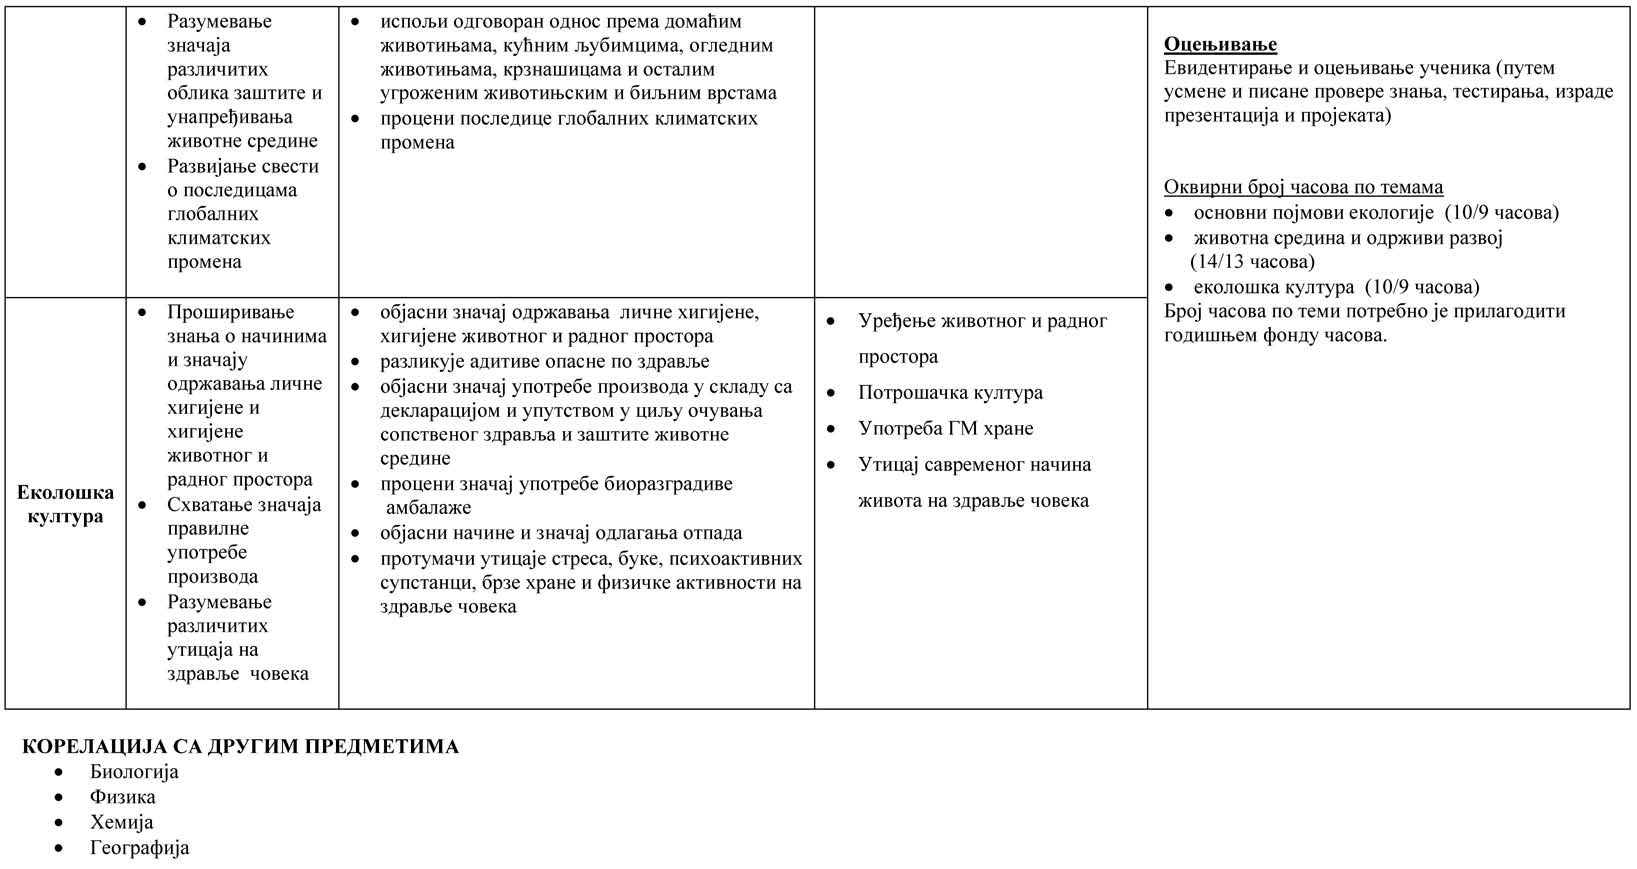 Разумевање
значаја
различитих
облика заштите и
унапређивања
животне средине
Развијање свести
о последицама
глобалних
климатских
промена
испољи одговоран однос према домаћим
животињама, кућним љубимцима, огледним
животињама, крзнашицама и осталим
угроженим животињским и биљним врстама
процени последице глобалних климатских
промена
Оцењивање
Евидентирање и оцењивање ученика (путем
усмене и писане провере знања, тестирања, израде
презентација и пројеката)
Оквирни број часова по темама
основни појмови екологије (10/9 часова)
животна средина и одрживи развој
(14/13 часова)
еколошка култура (10/9 часова)
Број часова по теми потребно је прилагодити
годишњем фонду часова.
Еколошка
култура
Проширивање
знања о начинима
и значају
одржавања личне
хигијене и
хигијене
животног и
радног простора
Схватање значаја
правилне
употребе
производа
Разумевање
различитих
утицаја на
здравље човека
објасни значај одржавања личне хигијене,
хигијене животног и радног простора
разликује адитиве опасне по здравље
објасни значај употребе производа у складу са
декларацијом и упутством у циљу очувања
сопственог здравља и заштите животне
средине
процени значај употребе биоразградиве
амбалаже
објасни начине и значај одлагања отпада
протумачи утицаје стреса, буке, психоактивних
супстанци, брзе хране и физичке активности на
здравље човека
Уређење животног и радног
простора
Потрошачка култура
Употреба ГМ хране
Утицај савременог начина
живота на здравље човека
КОРЕЛАЦИЈА СА ДРУГИМ ПРЕДМЕТИМА
Биологија
Физика
Хемија
Географија